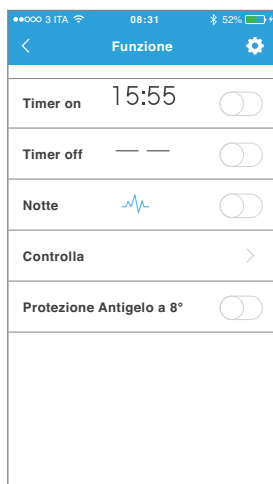 3 ITA 08:31 52%
Funzione
Timer on 15:55
Timer off — —
Notte
Controlla
Protezione Antigelo a 8°